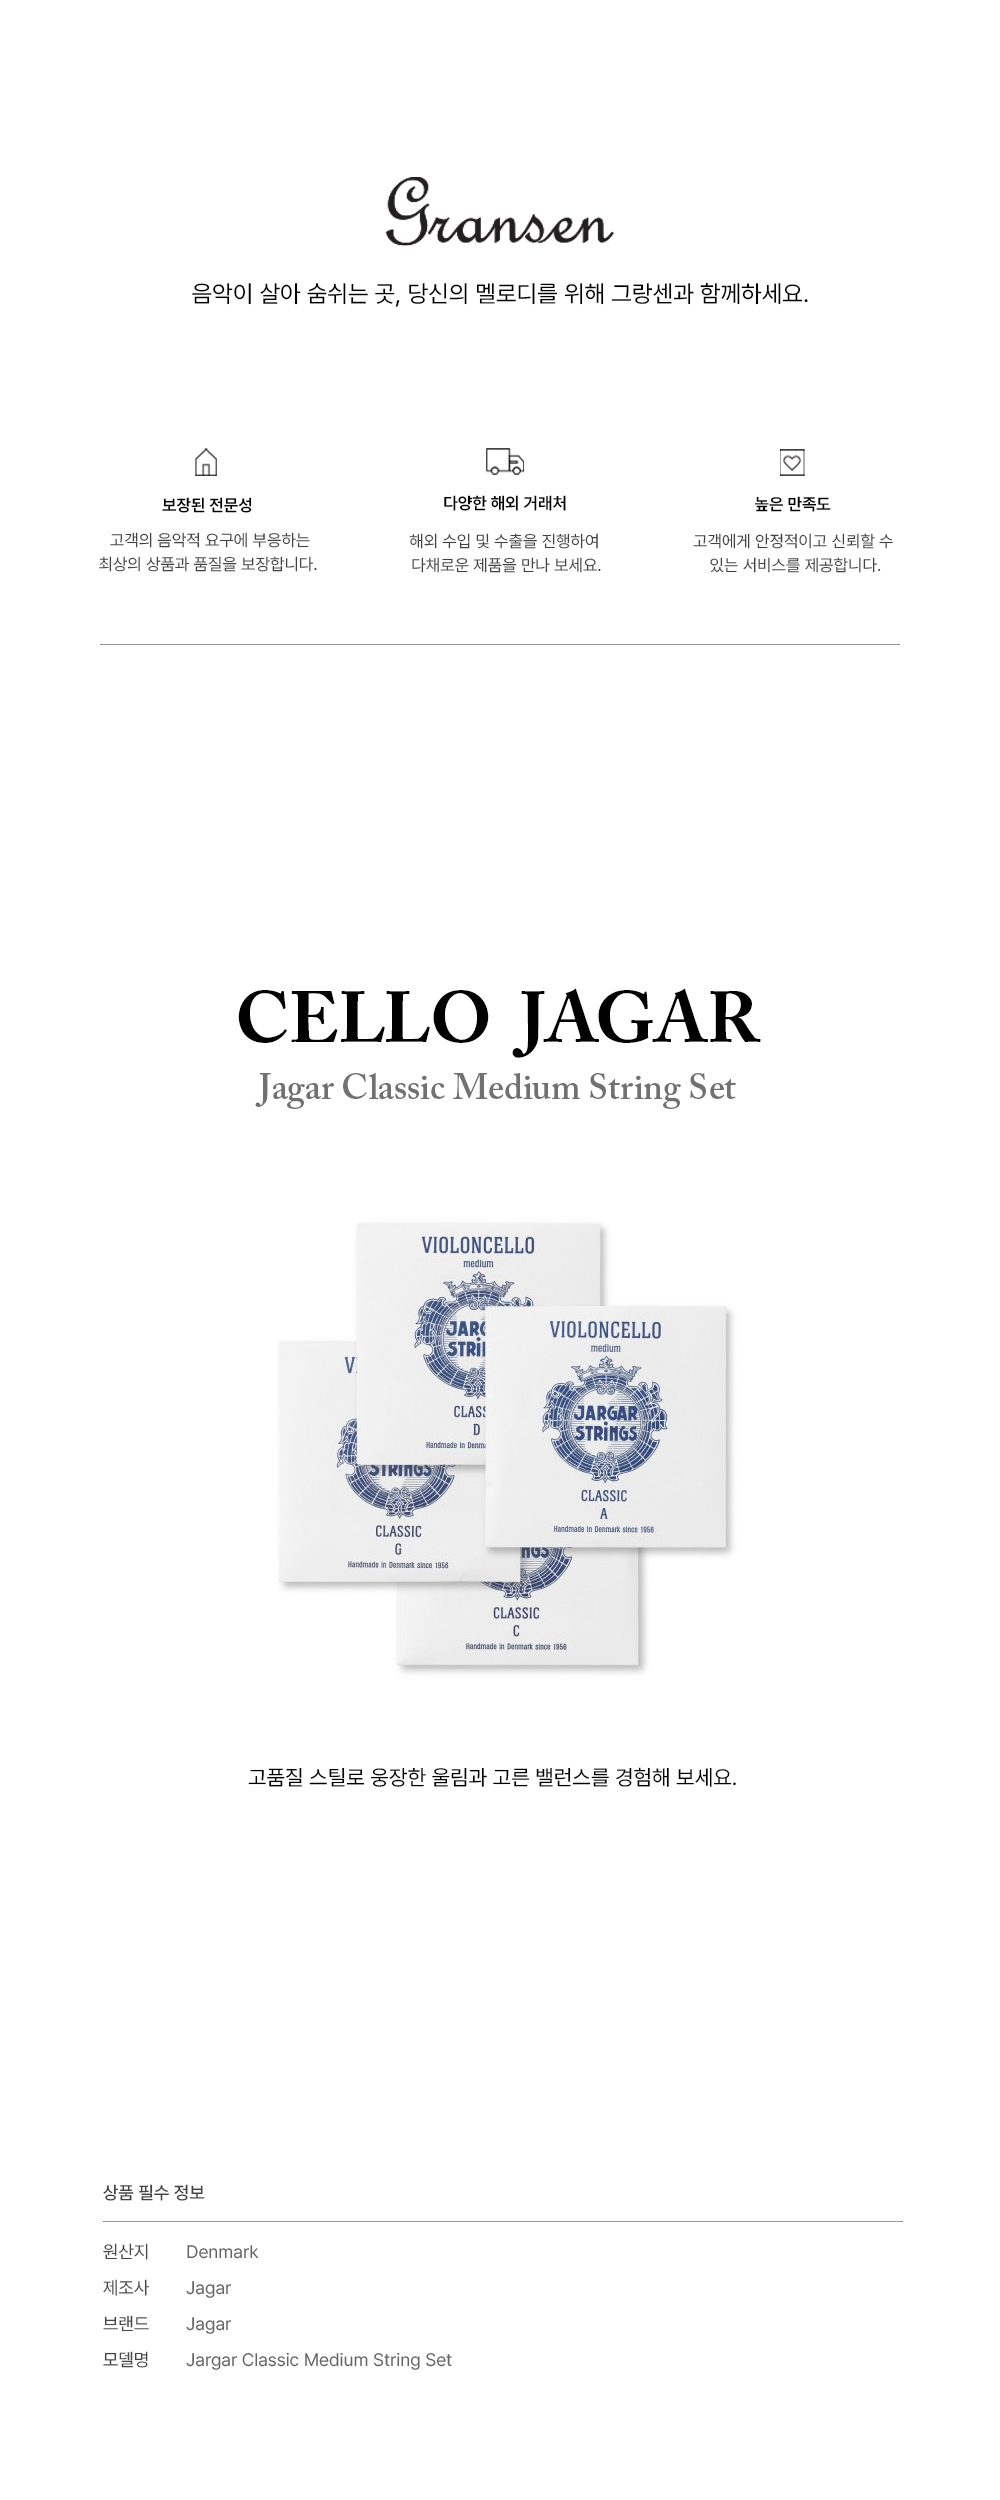 Gransen
음악이 살아 숨쉬는 곳, 당신의 멜로디를 위해 그랑센과 함께하세요.
보장된 전문성
고객의 음악적 요구에 부응하는
최상의 상품과 품질을 보장합니다.
다양한 해외 거래처
해외 수입 및 수출을 진행하여
다채로운 제품을 만나 보세요.
높은 만족도
고객에게 안정적이고 신뢰할 수
있는 서비스를 제공합니다.
CELLO JAGAR
Jagar Classic Medium String Set
VIOLONCELLO
medium
CLASSIC
D
VIOLONCELLO
medium
JARGAR
STRINGS
CLASSIC
A
Handmade in Denmark since 1956
STRINGS
CLASSIC
G
Handmade in Denmark since 1956
CLASSIC
C
Handmade in Denmark since 1956
고품질 스틸로 웅장한 울림과 고른 밸런스를 경험해 보세요.
상품 필수 정보
원산지 Denmark
제조사 Jagar
브랜드 Jagar
모델명 Jargar Classic Medium String Set